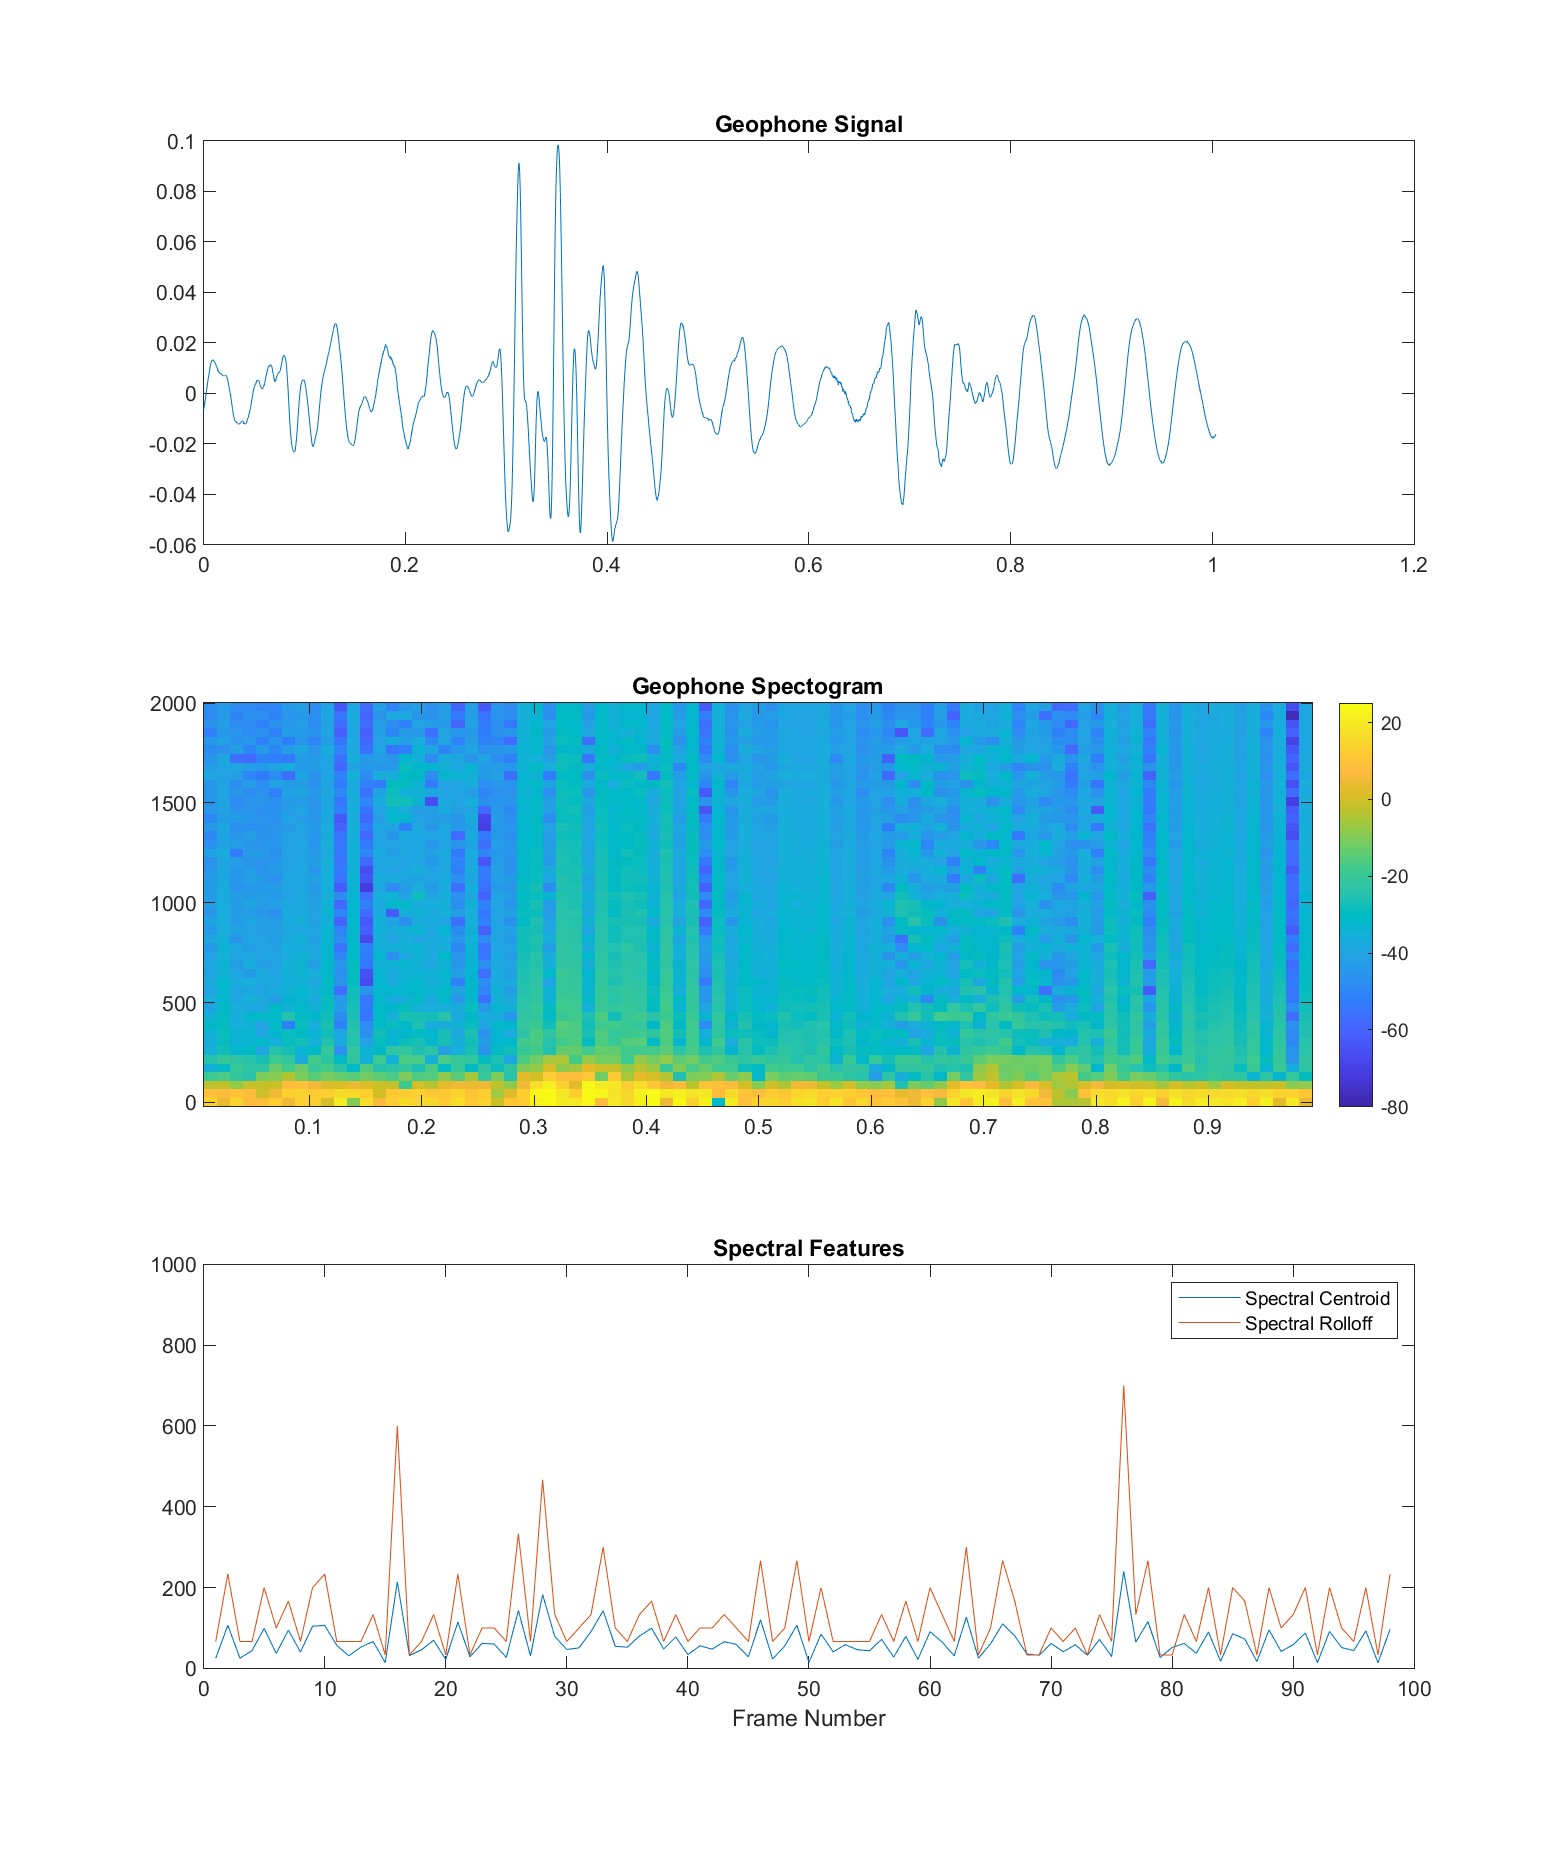 Geophone Signal
0.1
0.08
0.06
0.04
0.02
0
-0.02
-0.04
-0.06
0 0.2 0.4 0.6 0.8 1 1.2
Geophone Spectogram
2000
1500
1000
500
0
0.1 0.2 0.3 0.4 0.5 0.6 0.7 0.8 0.9
20
0
-20
-40
-60
-80
Spectral Features
1000
800
600
400
200
0
Spectral Centroid
Spectral Rolloff
0 10 20 30 40 50 60 70 80 90 100
Frame Number